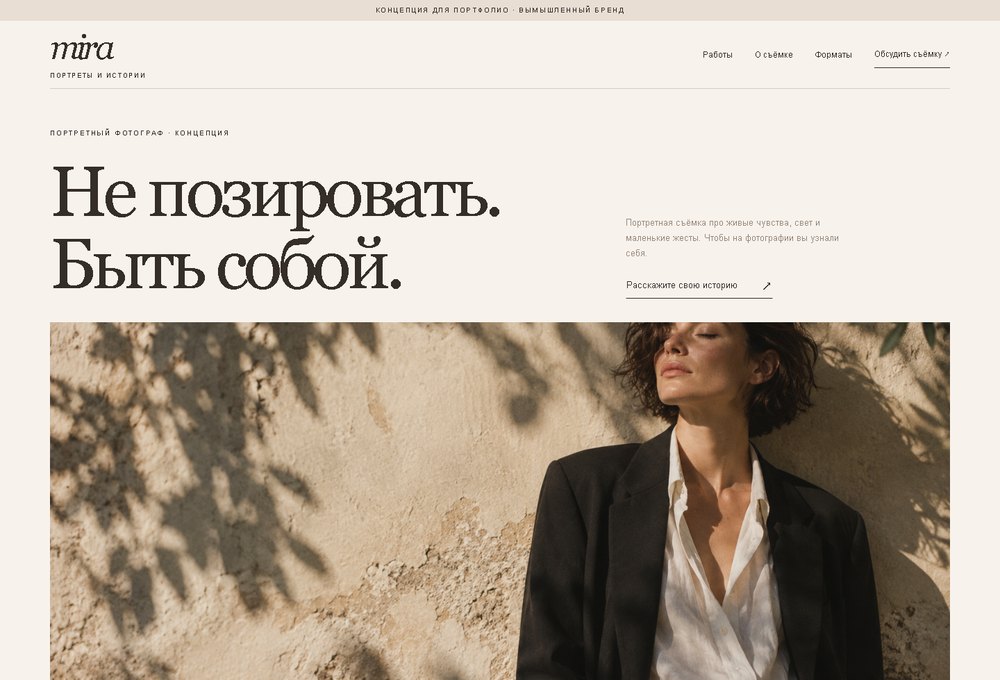 КОНЦЕПЦИЯ ДЛЯ ПОРТФОЛИО · ВЫМЫШЛЕННЫЙ БРЕНД
mira
ПОРТРЕТЫ И ИСТОРИИ
Работы О съёмке Форматы Обсудить съёмку ↗
ПОРТРЕТНЫЙ ФОТОГРАФ · КОНЦЕПЦИЯ
Не позировать.
Быть собой.
Портретная съёмка про живые чувства, свет и
маленькие жесты. Чтобы на фотографии вы узнали
себя.
Расскажите свою историю ↗